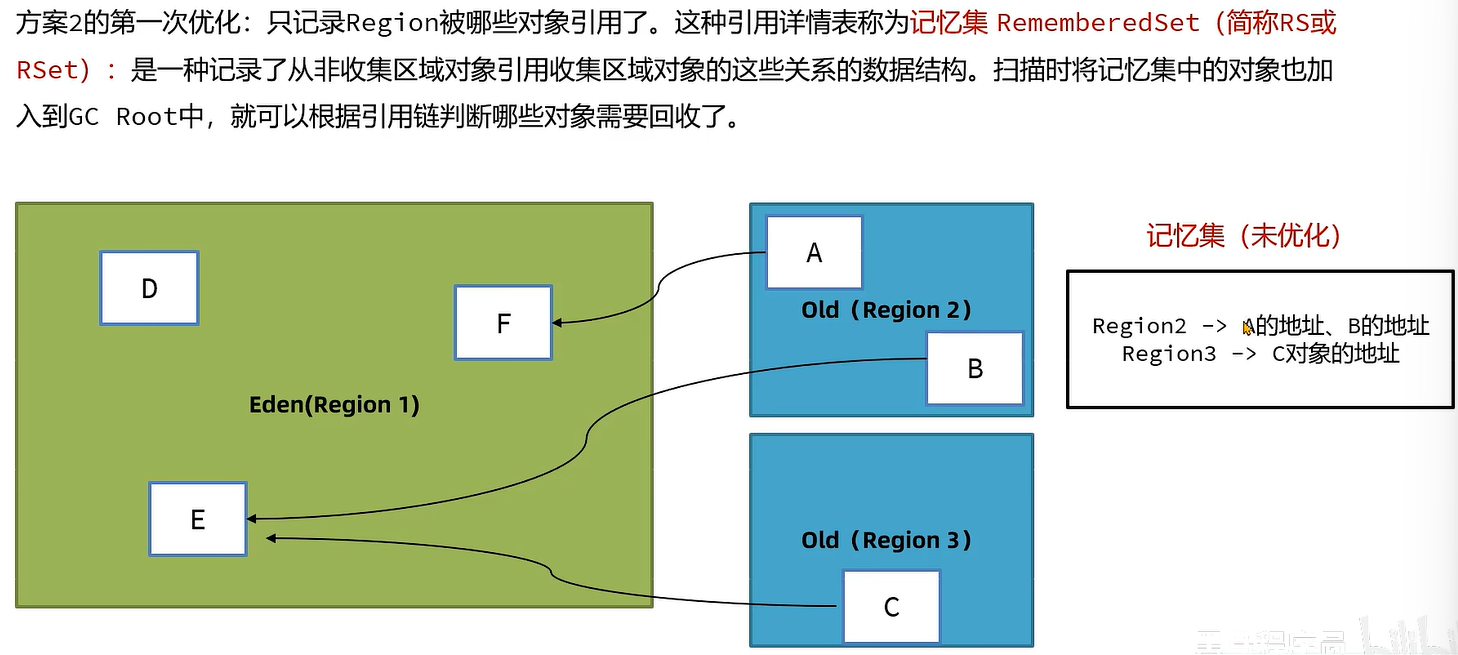 方案2的第一次优化：只记录Region被哪些对象引用了。这种引用详情表称为记忆集 RememberedSet（简称RS或
RSet）：是一种记录了从非收集区域对象引用收集区域对象的这些关系的数据结构。扫描时将记忆集中的对象也加
入到GC Root中，就可以根据引用链判断哪些对象需要回收了。
D
F
Eden(Region 1)
E
A
Old（Region 2）
B
Old（Region 3）
C
记忆集（未优化）
Region2 -> A的地址、B的地址
Region3 -> C对象的地址